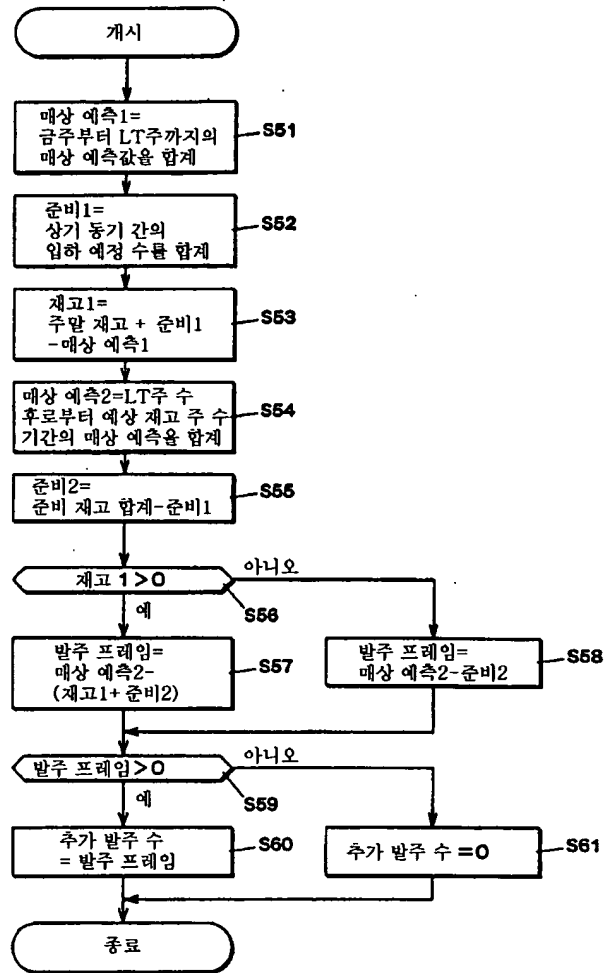 개시
매상 예측1=
금주부터 LT주까지의
매상 예측값을 합계
S51
준비1=
상기 동기 간의
입하 예정 수를 합계
S52
재고1=
주말 재고 + 준비1
-매상 예측1
S53
매상 예측2=LT주 수
후로부터 예상 재고 주 수
기간의 매상 예측을 합계
S54
준비2=
준비 재고 합계-준비1
S55
재고 1>0
아니오
S56
예
발주 프레임=
매상 예측2-
(재고1+준비2)
S57
발주 프레임=
매상 예측2-준비2
S58
발주 프레임>0
아니오
S59
예
추가 발주 수
= 발주 프레임
S60
추가 발주 수 =0
S61
종료